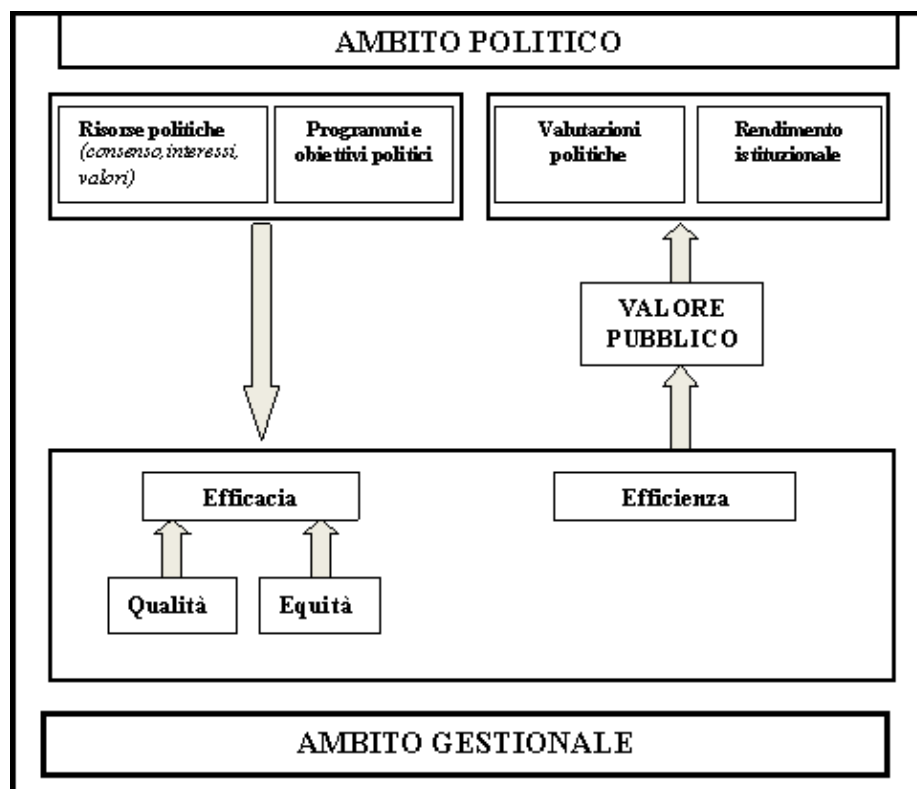 AMBITO POLITICO
Risorse politiche
(consenso, interessi,
valori)
Programmi e
obiettivi politici
Valutazioni
politiche
Rendimento
istituzionale
VALORE
PUBBLICO
Efficacia
Efficienza
Qualità
Equità
AMBITO GESTIONALE